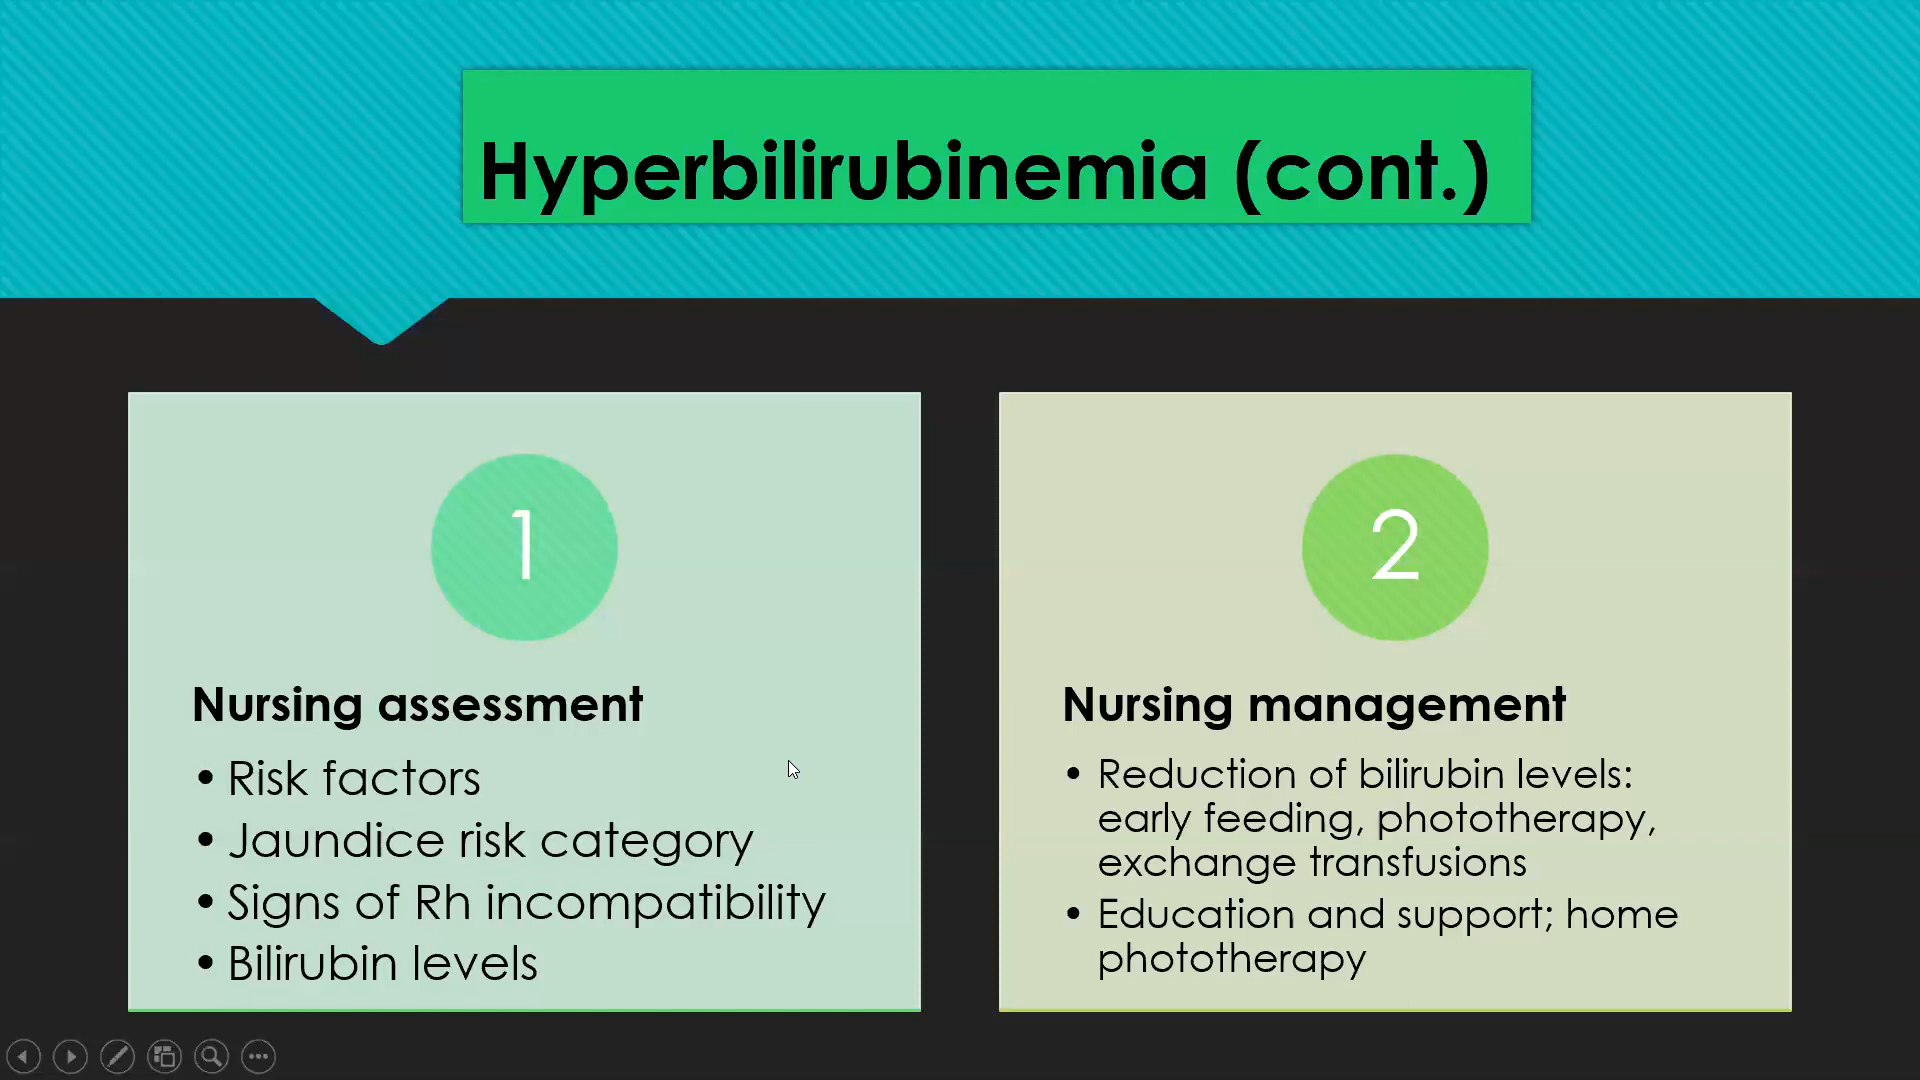 Hyperbilirubinemia (cont.)
1
Nursing assessment
• Risk factors
• Jaundice risk category
• Signs of Rh incompatibility
• Bilirubin levels
2
Nursing management
• Reduction of bilirubin levels:
early feeding, phototherapy,
exchange transfusions
• Education and support; home
phototherapy